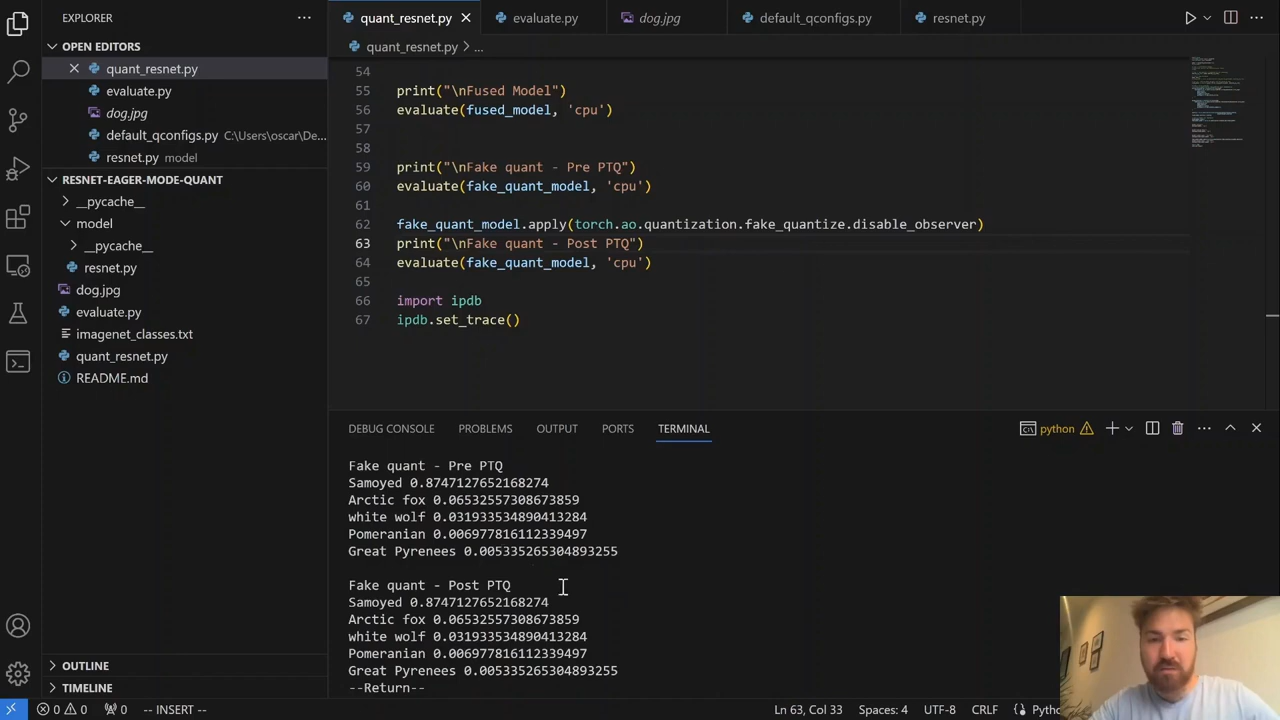 EXPLORER
quant_resnet.py
evaluate.py
dog.jpg
default_qconfigs.py
resnet.py
OPEN EDITORS
quant_resnet.py > ...
quant_resnet.py
evaluate.py
dog.jpg
default_qconfigs.py C:\Users\oscar\De...
resnet.py model
RESNET-EAGER-MODE-QUANT
__pycache__
model
__pycache__
resnet.py
dog.jpg
evaluate.py
imagenet_classes.txt
quant_resnet.py
README.md
OUTLINE
TIMELINE
54
55 print("\nFused Model")
56 evaluate(fused_model, 'cpu')
57
58
59 print("\nFake quant - Pre PTQ")
60 evaluate(fake_quant_model, 'cpu')
61
62 fake_quant_model.apply(torch.ao.quantization.fake_quantize.disable_observer)
63 print("\nFake quant - Post PTQ")
64 evaluate(fake_quant_model, 'cpu')
65
66 import ipdb
67 ipdb.set_trace()
DEBUG CONSOLE PROBLEMS OUTPUT PORTS TERMINAL
python
Fake quant - Pre PTQ
Samoyed 0.8747127652168274
Arctic fox 0.06532557308673859
white wolf 0.031933534890413284
Pomeranian 0.006977816112339497
Great Pyrenees 0.005335265304893255
Fake quant - Post PTQ
Samoyed 0.8747127652168274
Arctic fox 0.06532557308673859
white wolf 0.031933534890413284
Pomeranian 0.006977816112339497
Great Pyrenees 0.005335265304893255
--Return--
0 0 0 -- INSERT -- Ln 63, Col 33 Spaces: 4 UTF-8 CRLF